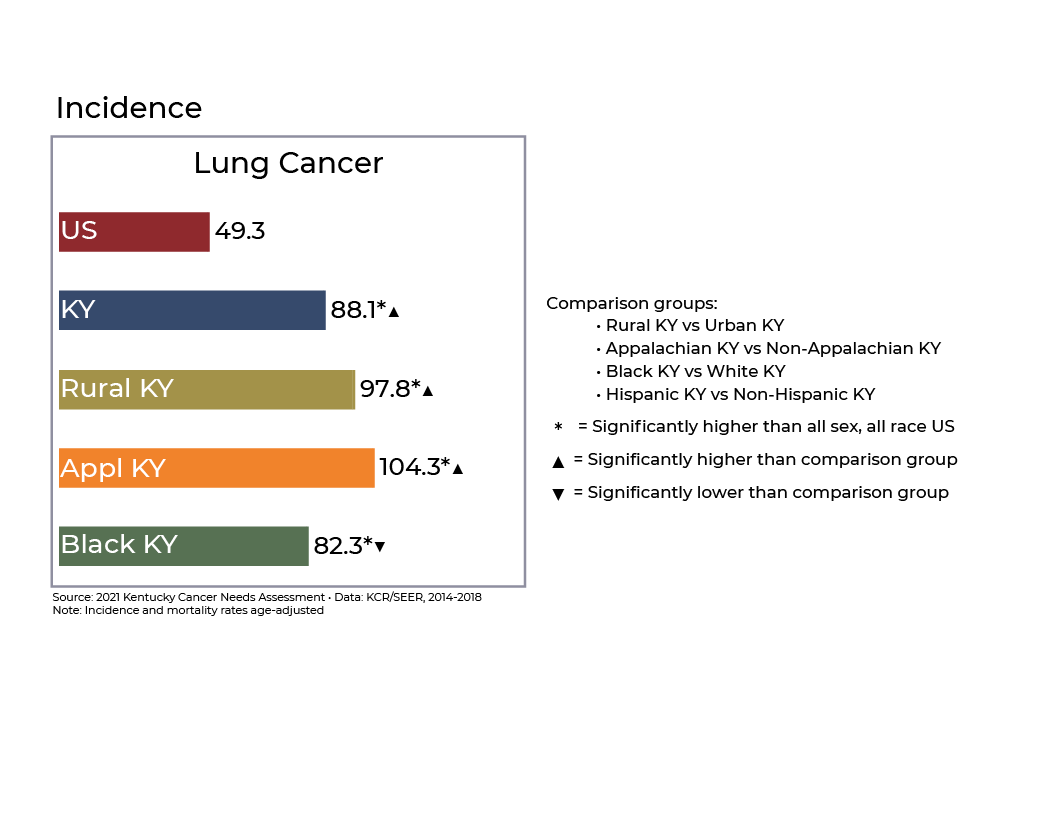 Incidence
Lung Cancer
US 49.3
KY 88.1*▲
Rural KY 97.8*▲
Appl KY 104.3*▲
Black KY 82.3*▼
Source: 2021 Kentucky Cancer Needs Assessment • Data: KCR/SEER, 2014-2018
Note: Incidence and mortality rates age-adjusted
Comparison groups:
• Rural KY vs Urban KY
• Appalachian KY vs Non-Appalachian KY
• Black KY vs White KY
• Hispanic KY vs Non-Hispanic KY
* = Significantly higher than all sex, all race US
▲ = Significantly higher than comparison group
▼ = Significantly lower than comparison group